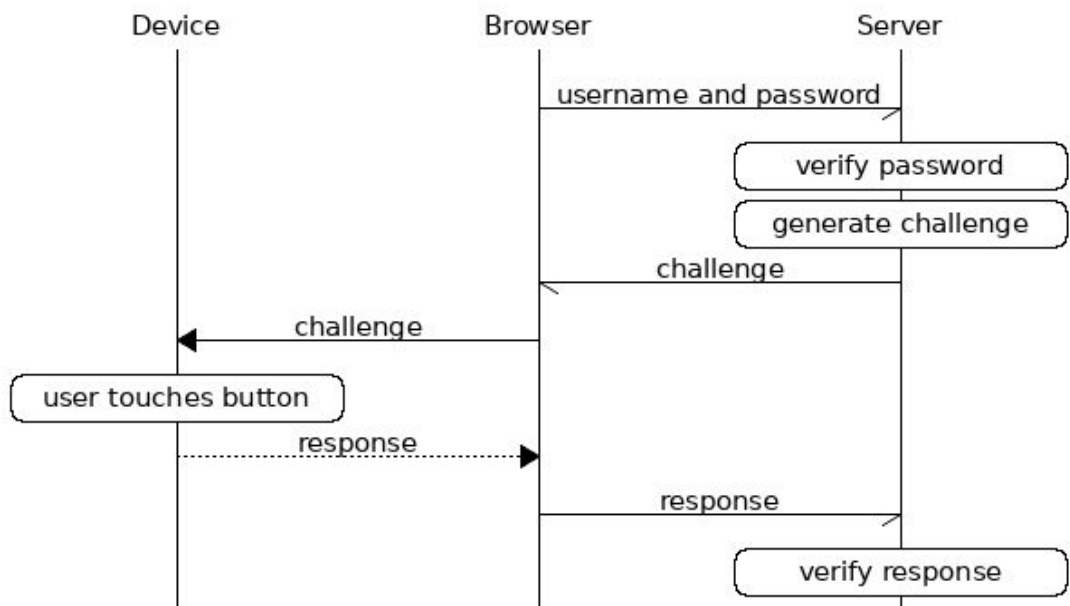 Device
Browser
Server
username and password
verify password
generate challenge
challenge
challenge
user touches button
response
response
verify response